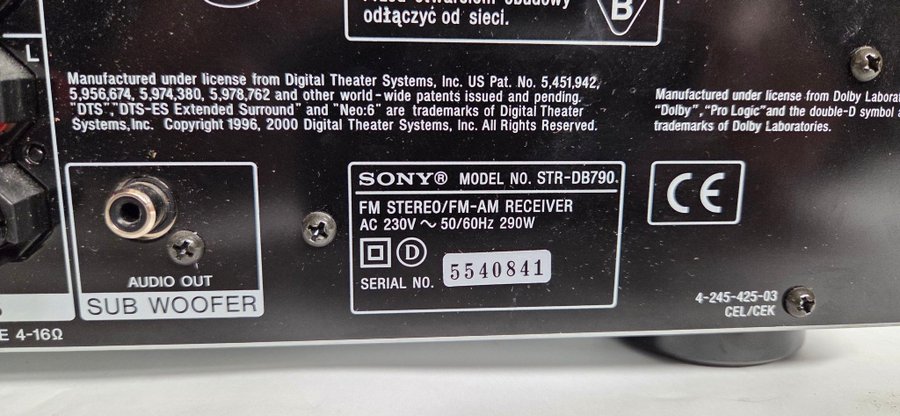 odłączyć od sieci.
B
L
Manufactured under license from Digital Theater Systems, Inc. US Pat. No. 5,451,942,
5,956,674, 5,974,380, 5,978,762 and other world-wide patents issued and pending.
"DTS","DTS-ES Extended Surround" and "Neo:6" are trademarks of Digital Theater
Systems, Inc. Copyright 1996, 2000 Digital Theater Systems, Inc. All Rights Reserved.
Manufactured under license from Dolby
"Dolby","Pro Logic"and the double-D symbol
trademarks of Dolby Laboratories.
AUDIO OUT
SUB WOOFER
SONY® MODEL NO. STR-DB790
FM STEREO/FM-AM RECEIVER
AC 230V ~ 50/60Hz 290W
D
SERIAL NO. 5540841
CE
4-245-425-03
CEL/CEK
4-16Ω